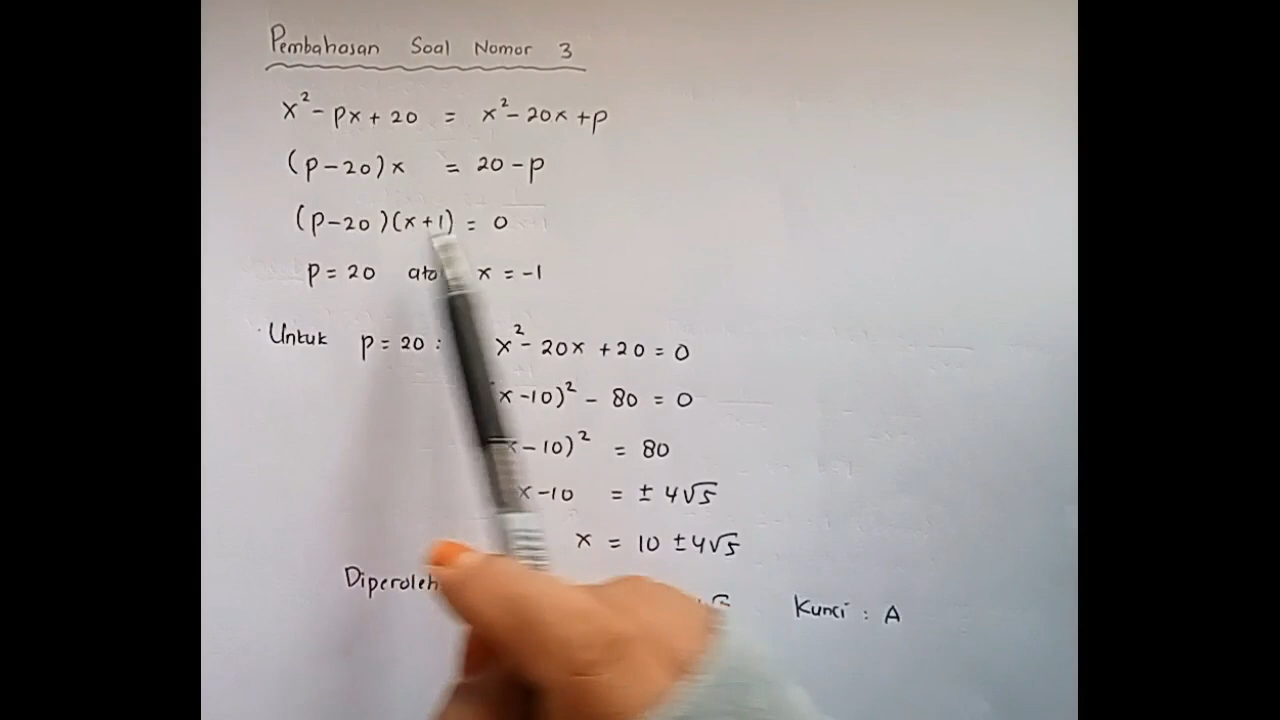 Pembahasan Soal Nomor 3
x² - px + 20 = x² - 20x + p
(p - 20)x = 20 - p
(p - 20)(x + 1) = 0
p = 20 x = -1
Untuk p = 20 : x² - 20x + 20 = 0
x - 10)² - 80 = 0
x - 10)² = 80
x - 10 = ± 4√5
x = 10 ± 4√5
Diperoleh
Kunci : A